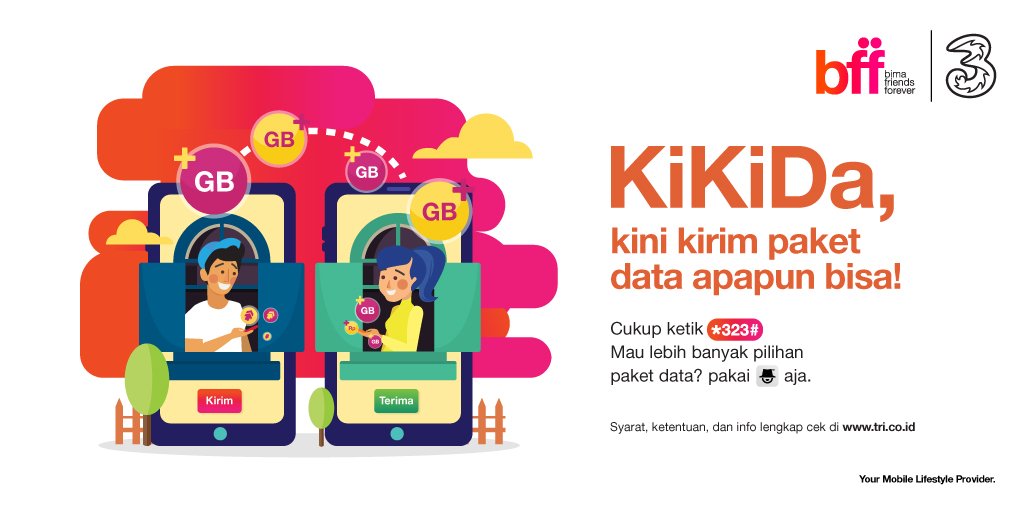 bff
bima
friends
forever
3
KiKiDa,
kini kirim paket
data apapun bisa!
Cukup ketik *323#
Mau lebih banyak pilihan
paket data? pakai aja.
Syarat, ketentuan, dan info lengkap cek di www.tri.co.id
Your Mobile Lifestyle Provider.
GB
GB
GB
GB
GB
Rp
GB
Kirim
Terima